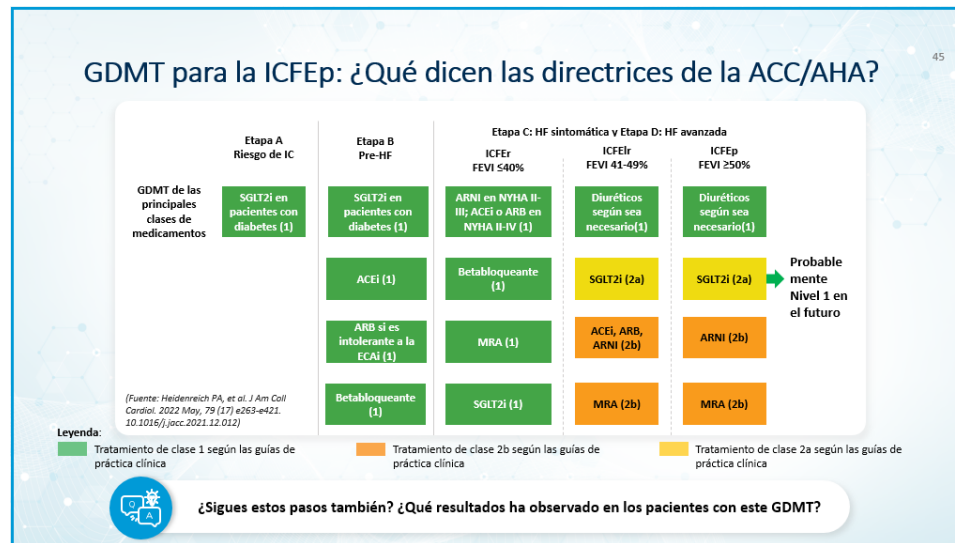 45
GDMT para la ICFEp: ¿Qué dicen las directrices de la ACC/AHA?
Etapa A
Riesgo de IC
Etapa B
Pre-HF
Etapa C: HF sintomática y Etapa D: HF avanzada
ICFEr
FEVI ≤40%
ICFElr
FEVI 41-49%
ICFEp
FEVI ≥50%
GDMT de las
principales
clases de
medicamentos
SGLT2i en
pacientes con
diabetes (1)
SGLT2i en
pacientes con
diabetes (1)
ARNI en NYHA II-
III; ACEi o ARB en
NYHA II-IV (1)
Diuréticos
según sea
necesario(1)
Diuréticos
según sea
necesario(1)
ACEi (1)
Betabloqueante
(1)
SGLT2i (2a)
SGLT2i (2a)
Probable
mente
Nivel 1 en
el futuro
ARB si es
intolerante a la
ECAi (1)
MRA (1)
ACEi, ARB,
ARNI (2b)
ARNI (2b)
Betabloqueante
(1)
SGLT2i (1)
MRA (2b)
MRA (2b)
(Fuente: Heidenreich PA, et al. J Am Coll
Cardiol. 2022 May, 79 (17) e263-e421.
10.1016/j.jacc.2021.12.012)
Leyenda:
Tratamiento de clase 1 según las guías de
práctica clínica
Tratamiento de clase 2b según las guías de
práctica clínica
Tratamiento de clase 2a según las guías de
práctica clínica
Q
A
¿Sigues estos pasos también? ¿Qué resultados ha observado en los pacientes con este GDMT?